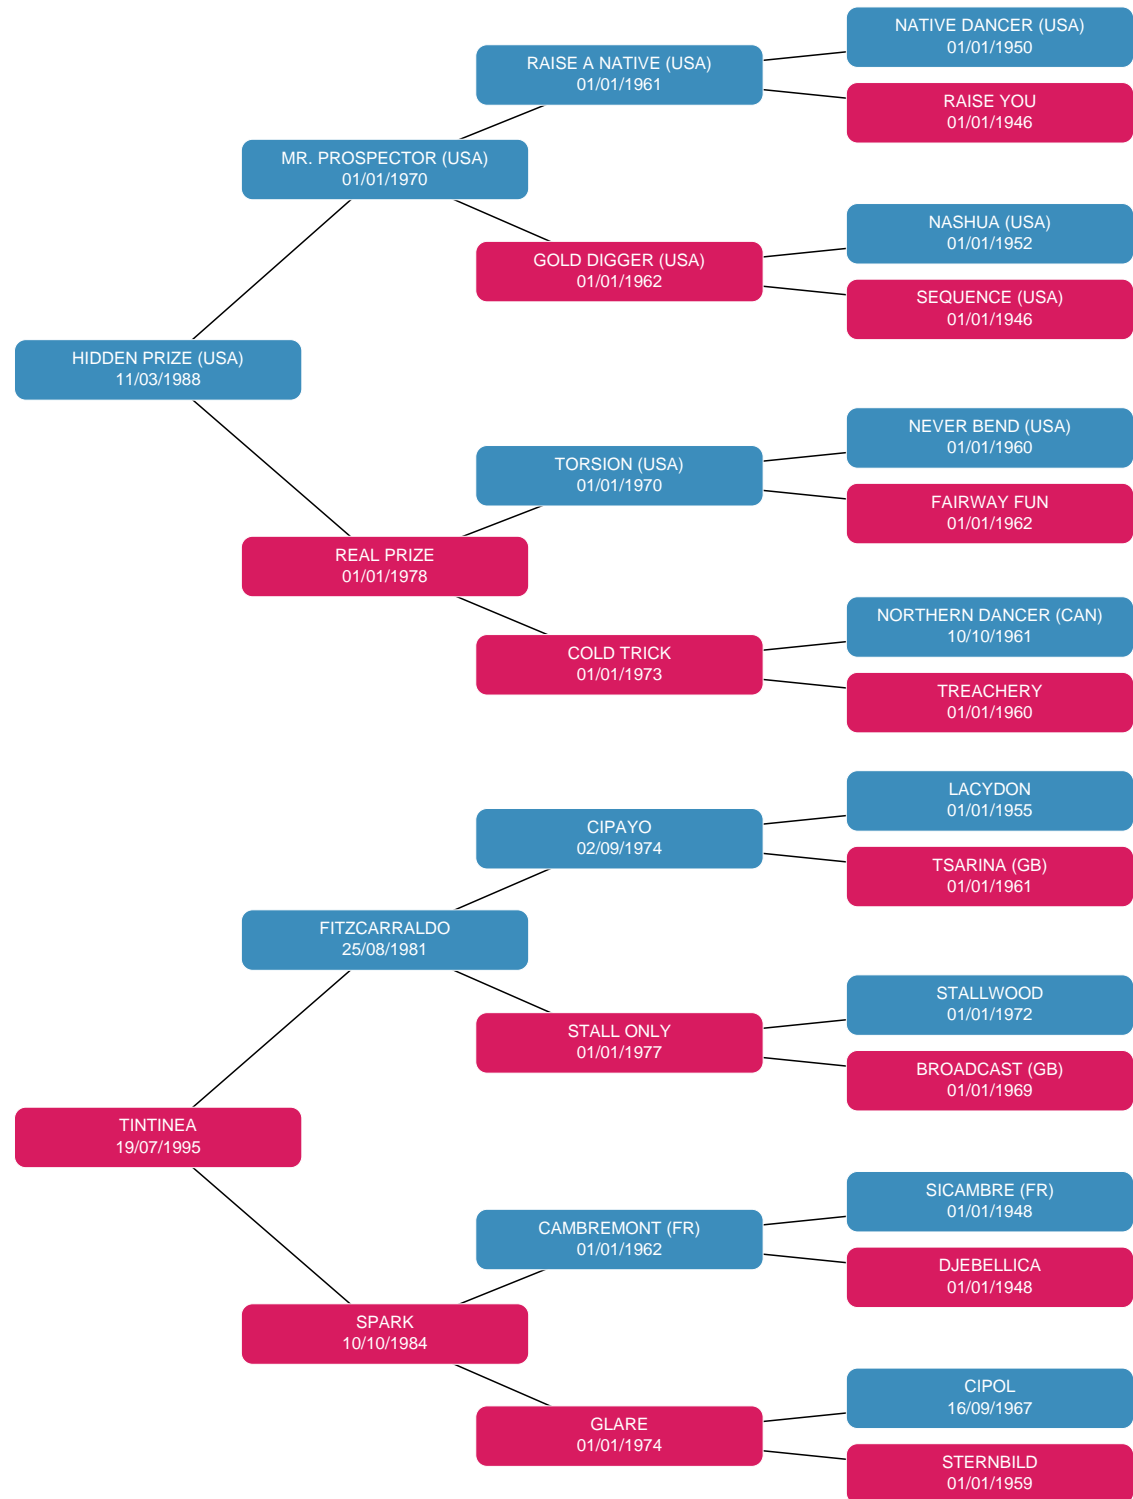 NATIVE DANCER (USA)
01/01/1950
RAISE A NATIVE (USA)
01/01/1961
RAISE YOU
01/01/1946
MR. PROSPECTOR (USA)
01/01/1970
NASHUA (USA)
01/01/1952
GOLD DIGGER (USA)
01/01/1962
SEQUENCE (USA)
01/01/1946
HIDDEN PRIZE (USA)
11/03/1988
NEVER BEND (USA)
01/01/1960
TORSION (USA)
01/01/1970
FAIRWAY FUN
01/01/1962
REAL PRIZE
01/01/1978
NORTHERN DANCER (CAN)
10/10/1961
COLD TRICK
01/01/1973
TREACHERY
01/01/1960
LACYDON
01/01/1955
CIPAYO
02/09/1974
TSARINA (GB)
01/01/1961
FITZCARRALDO
25/08/1981
STALLWOOD
01/01/1972
STALL ONLY
01/01/1977
BROADCAST (GB)
01/01/1969
TINTINEA
19/07/1995
SICAMBRE (FR)
01/01/1948
CAMBREMONT (FR)
01/01/1962
DJEBELLICA
01/01/1948
SPARK
10/10/1984
CIPOL
16/09/1967
GLARE
01/01/1974
STERNBILD
01/01/1959